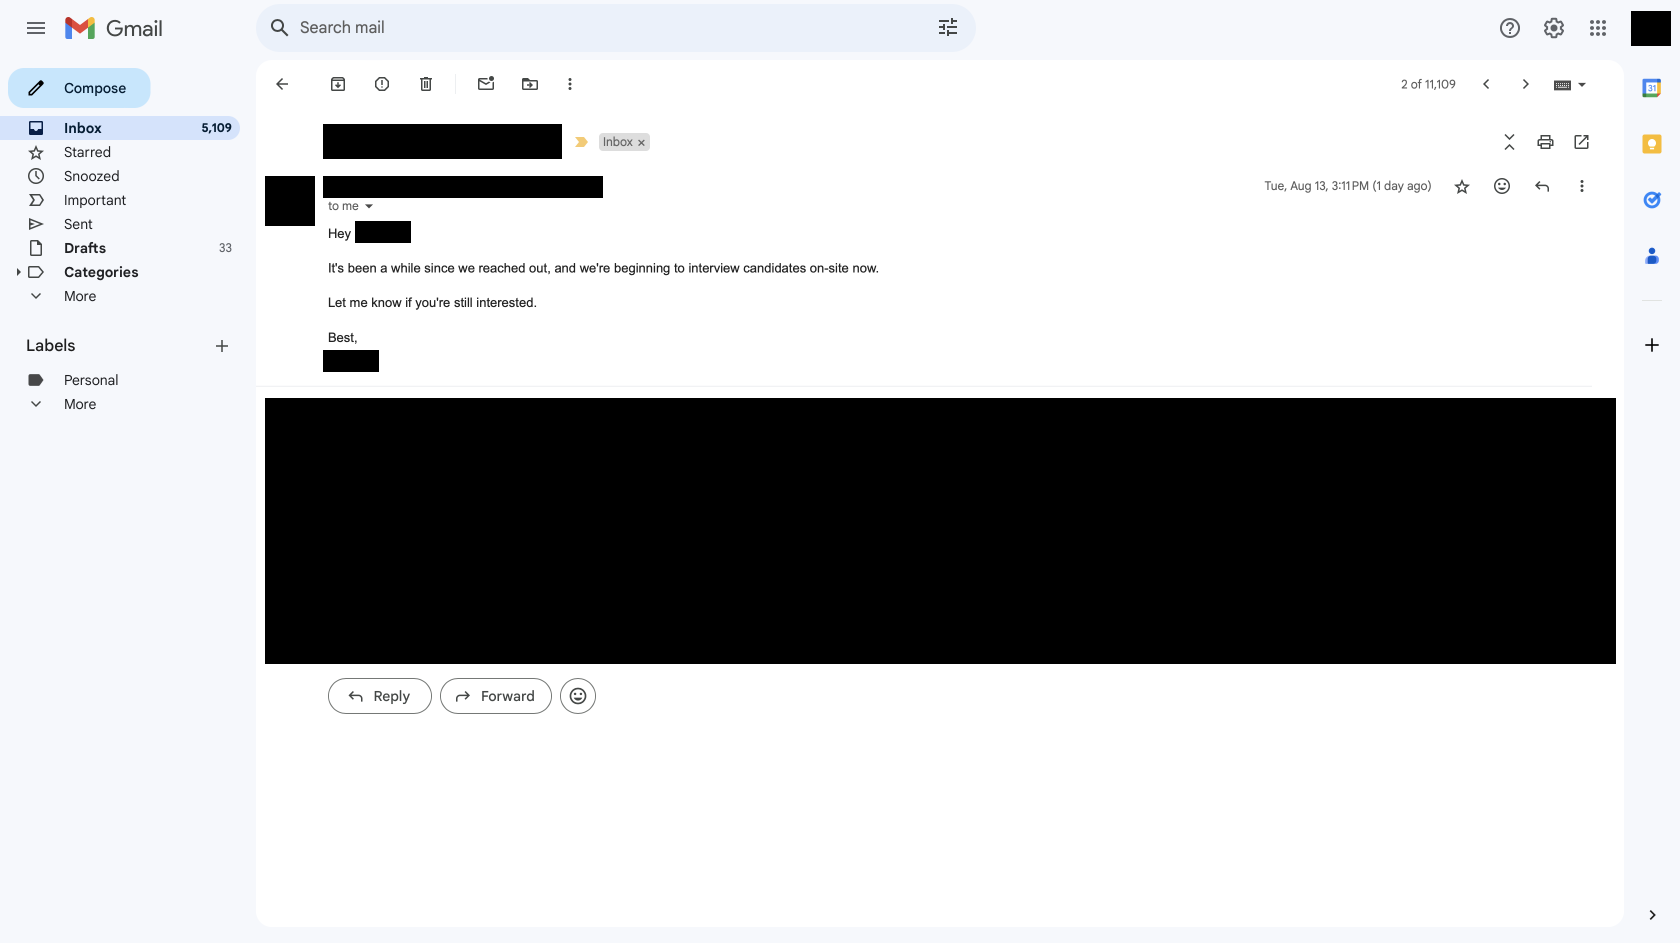 Gmail
Search mail
Compose
Inbox 5,109
Starred
Snoozed
Important
Sent
Drafts 33
Categories
More
Labels
Personal
More
2 of 11,109
Inbox
Tue, Aug 13, 3:11 PM (1 day ago)
to me
Hey
It's been a while since we reached out, and we're beginning to interview candidates on-site now.
Let me know if you're still interested.
Best,
Reply
Forward
31